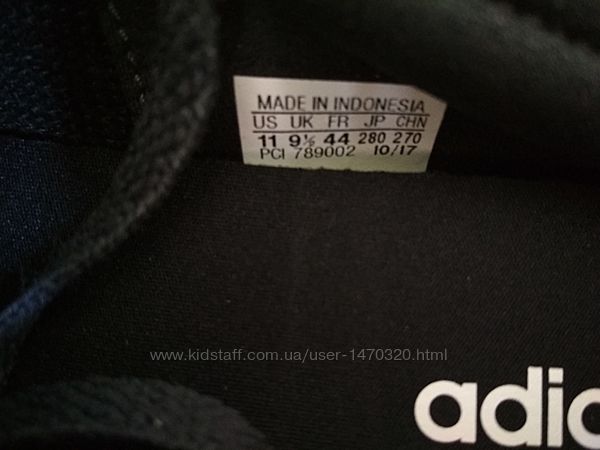 MADE IN INDONESIA
US UK FR JP CHN
11 9½ 44 280 270
PCI 789002 10/17
www.kidstaff.com.ua/user-1470320.html
adid